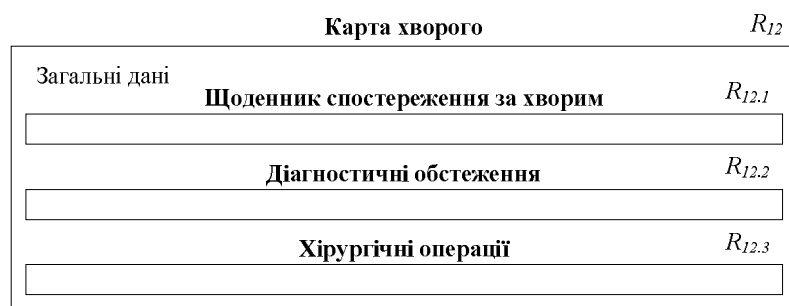 Карта хворого R12
Загальні дані
Щоденник спостереження за хворим R12.1
Діагностичні обстеження R12.2
Хірургічні операції R12.3